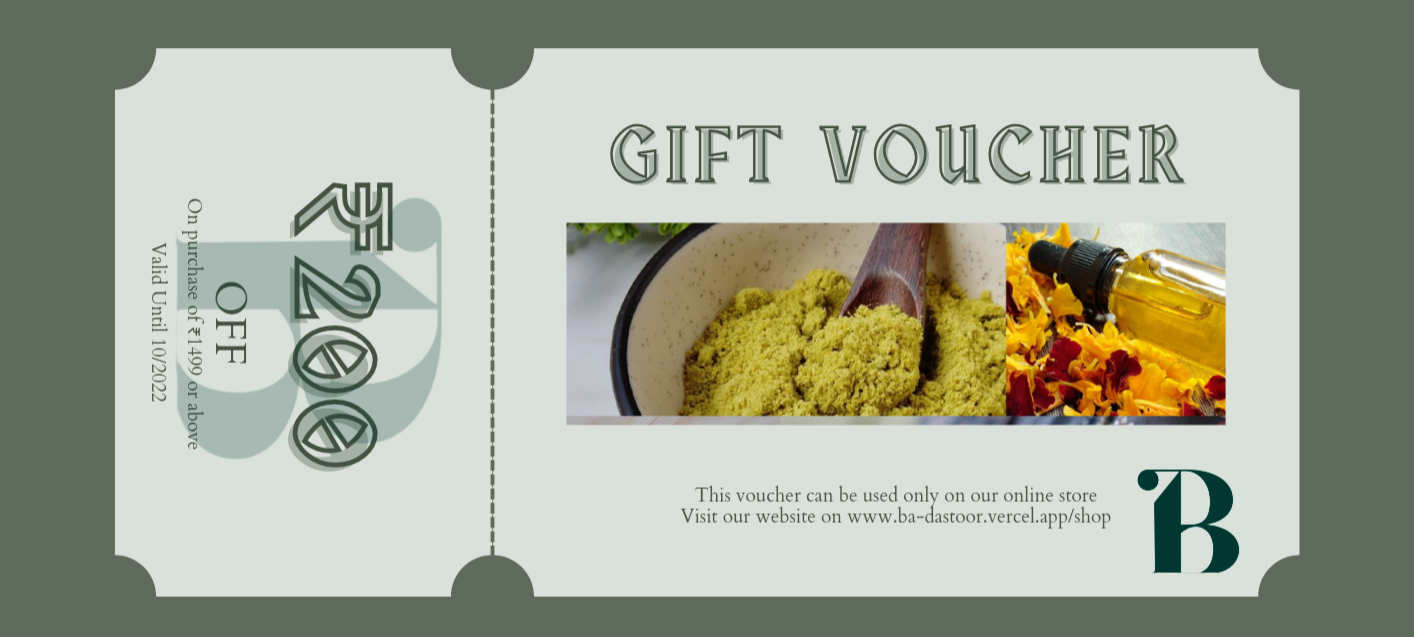 ₹200
OFF
On purchase of ₹1499 or above
Valid Until 10/2022
GIFT VOUCHER
This voucher can be used only on our online store
Visit our website on www.ba-dastoor.vercel.app/shop
B